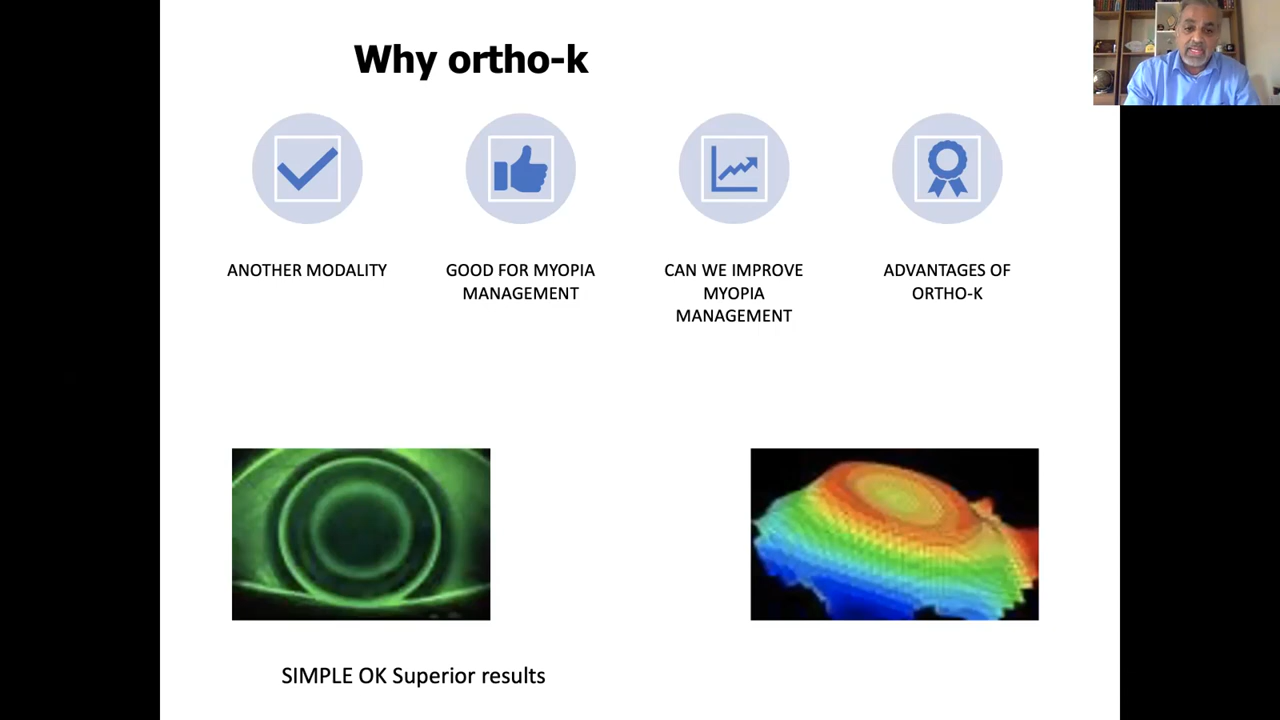 Why ortho-k
ANOTHER MODALITY
GOOD FOR MYOPIA
MANAGEMENT
CAN WE IMPROVE
MYOPIA
MANAGEMENT
ADVANTAGES OF
ORTHO-K
SIMPLE OK Superior results